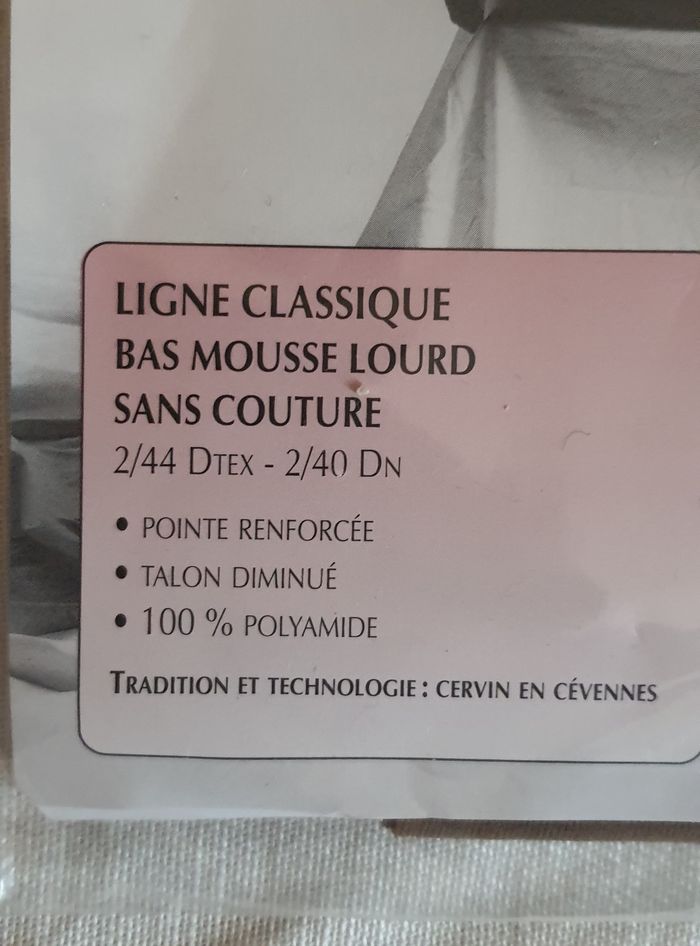 LIGNE CLASSIQUE
BAS MOUSSE LOURD
SANS COUTURE
2/44 DTEX - 2/40 DN
• POINTE RENFORCÉE
• TALON DIMINUÉ
• 100 % POLYAMIDE
TRADITION ET TECHNOLOGIE : CERVIN EN CÉVENNES